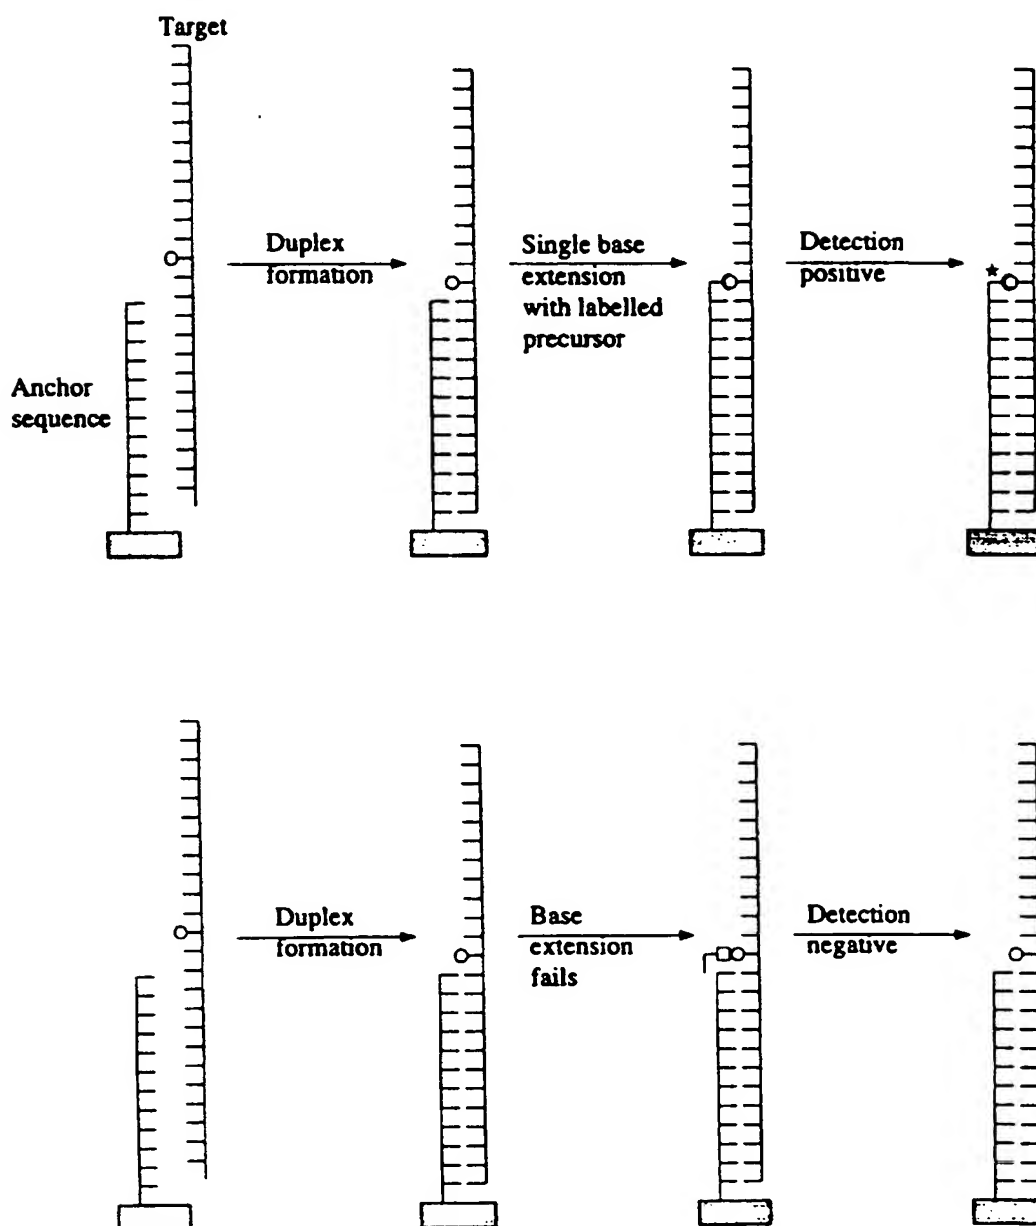 Target
Duplex
formation
Single base
extension
with labelled
precursor
Detection
positive
Anchor
sequence
Duplex
formation
Base
extension
fails
Detection
negative